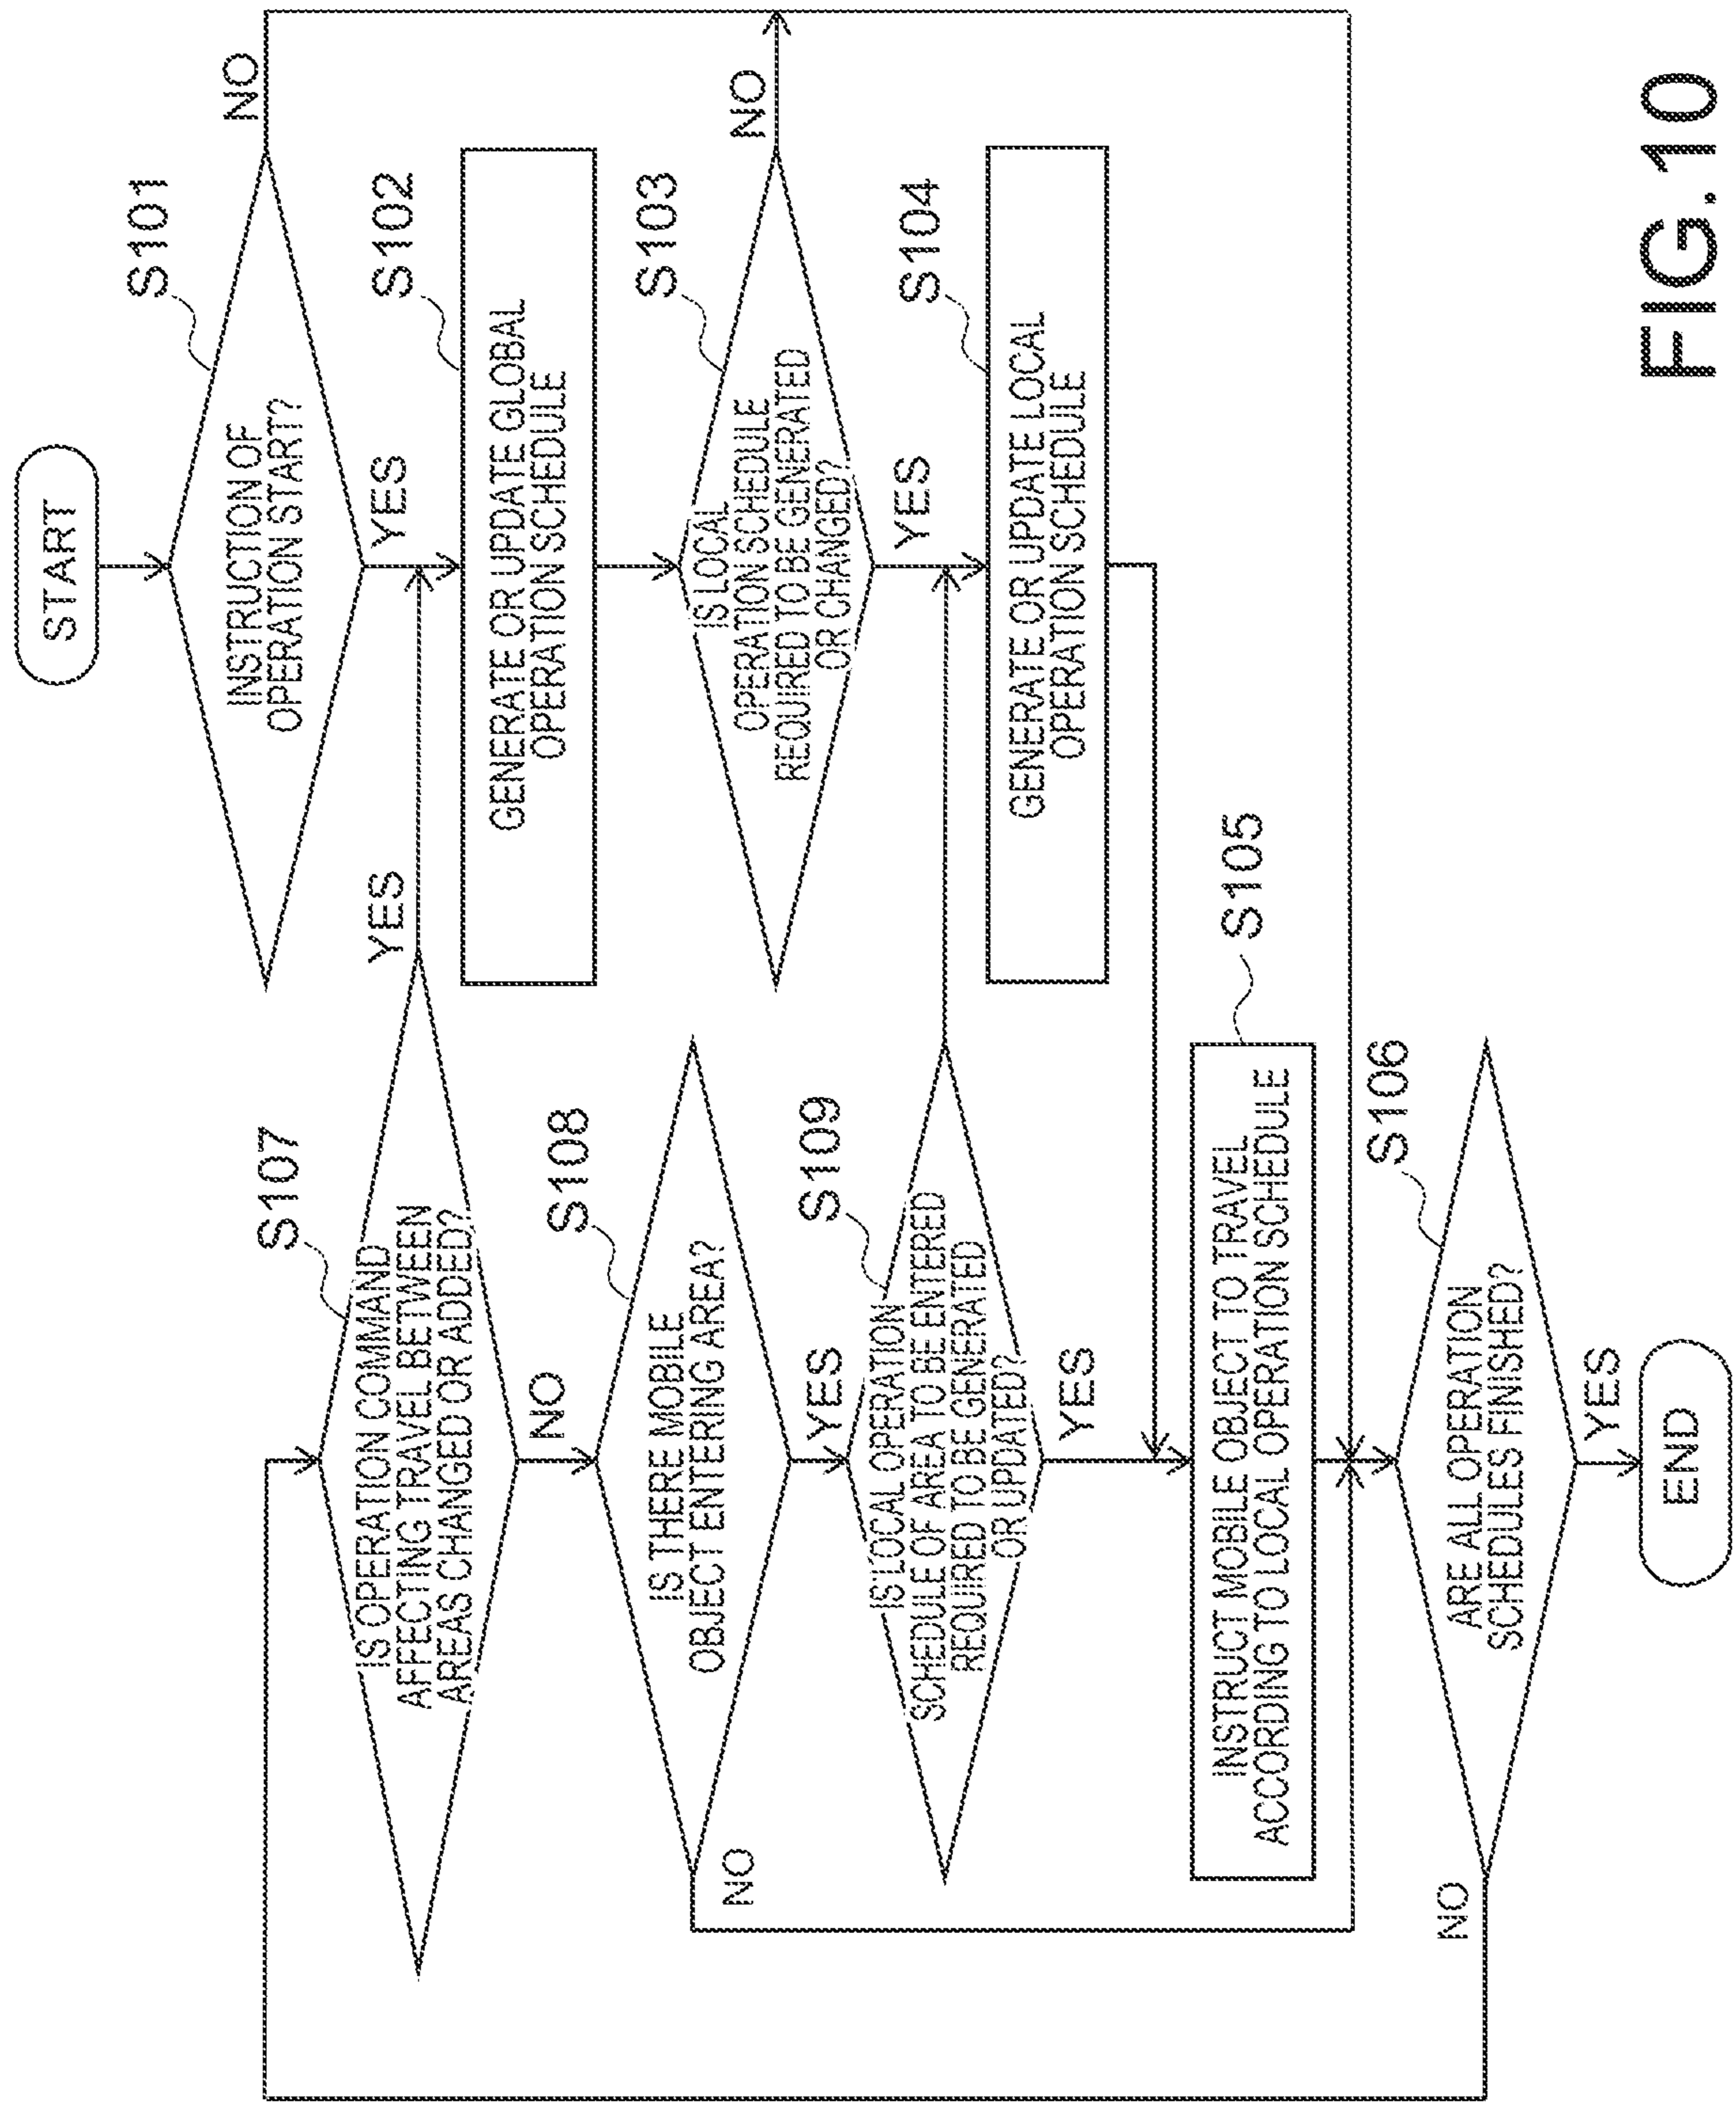 START
S101
INSTRUCTION OF
OPERATION START?
NO
YES
S102
GENERATE OR UPDATE GLOBAL
OPERATION SCHEDULE
S103
IS LOCAL
OPERATION SCHEDULE
REQUIRED TO BE GENERATED
OR CHANGED?
NO
YES
S104
GENERATE OR UPDATE LOCAL
OPERATION SCHEDULE
S107
IS OPERATION COMMAND
AFFECTING TRAVEL BETWEEN
AREAS CHANGED OR ADDED?
YES
NO
S108
IS THERE MOBILE
OBJECT ENTERING AREA?
NO
YES
S109
IS LOCAL OPERATION
SCHEDULE OF AREA TO BE ENTERED
REQUIRED TO BE GENERATED
OR UPDATED?
YES
S105
INSTRUCT MOBILE OBJECT TO TRAVEL
ACCORDING TO LOCAL OPERATION SCHEDULE
S106
ARE ALL OPERATION
SCHEDULES FINISHED?
NO
YES
END
FIG.10